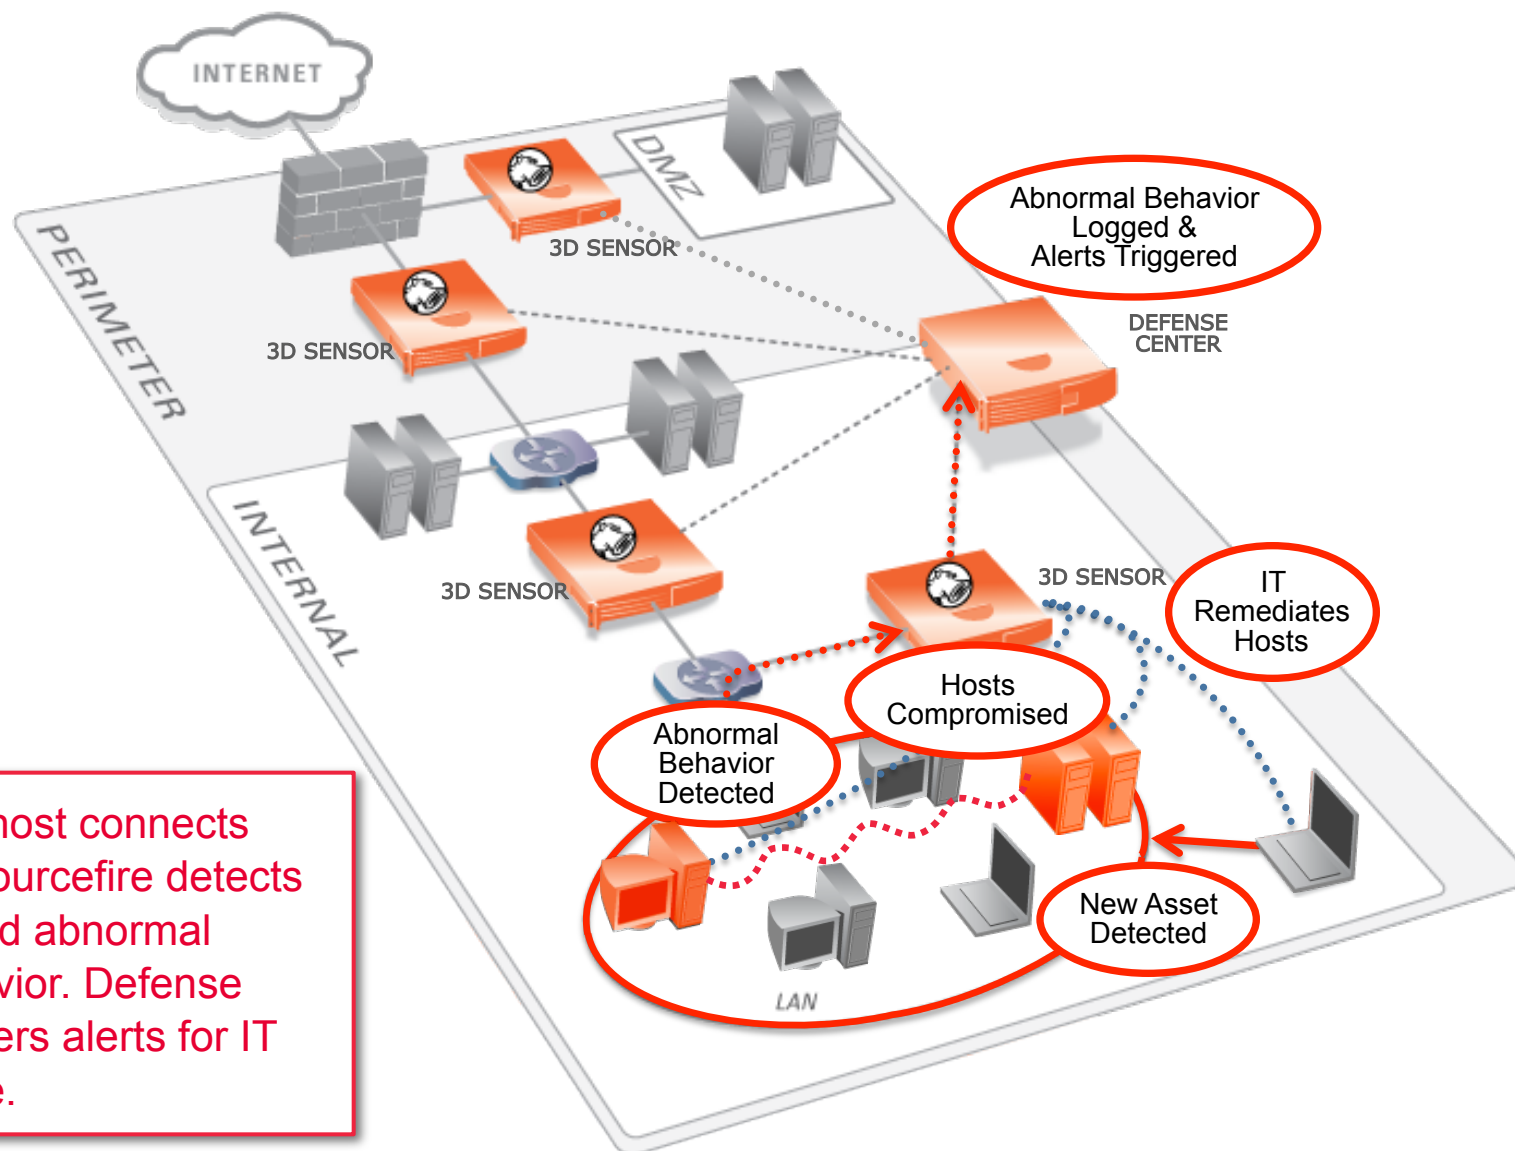 INTERNET
DMZ
PERIMETER
3D SENSOR
3D SENSOR
Abnormal Behavior
Logged &
Alerts Triggered
DEFENSE
CENTER
INTERNAL
3D SENSOR
3D SENSOR
IT
Remediates
Hosts
Hosts
Compromised
Abnormal
Behavior
Detected
New Asset
Detected
LAN
host connects
ourcefire detects
d abnormal
vior. Defense
ers alerts for IT
e.